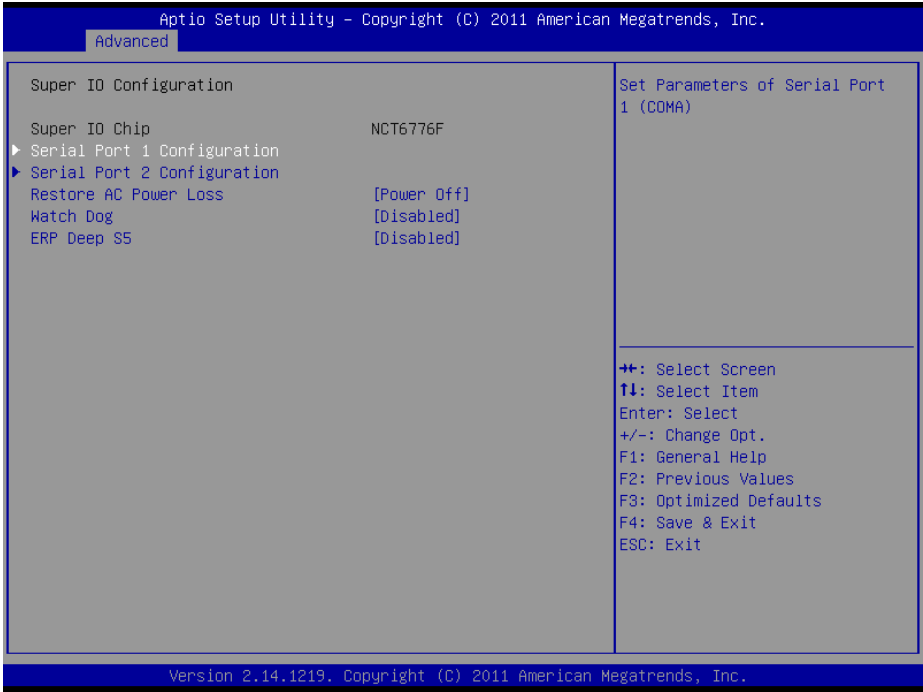 Aptio Setup Utility – Copyright (C) 2011 American Megatrends, Inc.
Advanced
Super IO Configuration
Super IO Chip NCT6776F
▶ Serial Port 1 Configuration
▶ Serial Port 2 Configuration
Restore AC Power Loss [Power Off]
Watch Dog [Disabled]
ERP Deep S5 [Disabled]
Set Parameters of Serial Port
1 (COMA)
→←: Select Screen
↑↓: Select Item
Enter: Select
+/-: Change Opt.
F1: General Help
F2: Previous Values
F3: Optimized Defaults
F4: Save & Exit
ESC: Exit
Version 2.14.1219. Copyright (C) 2011 American Megatrends, Inc.